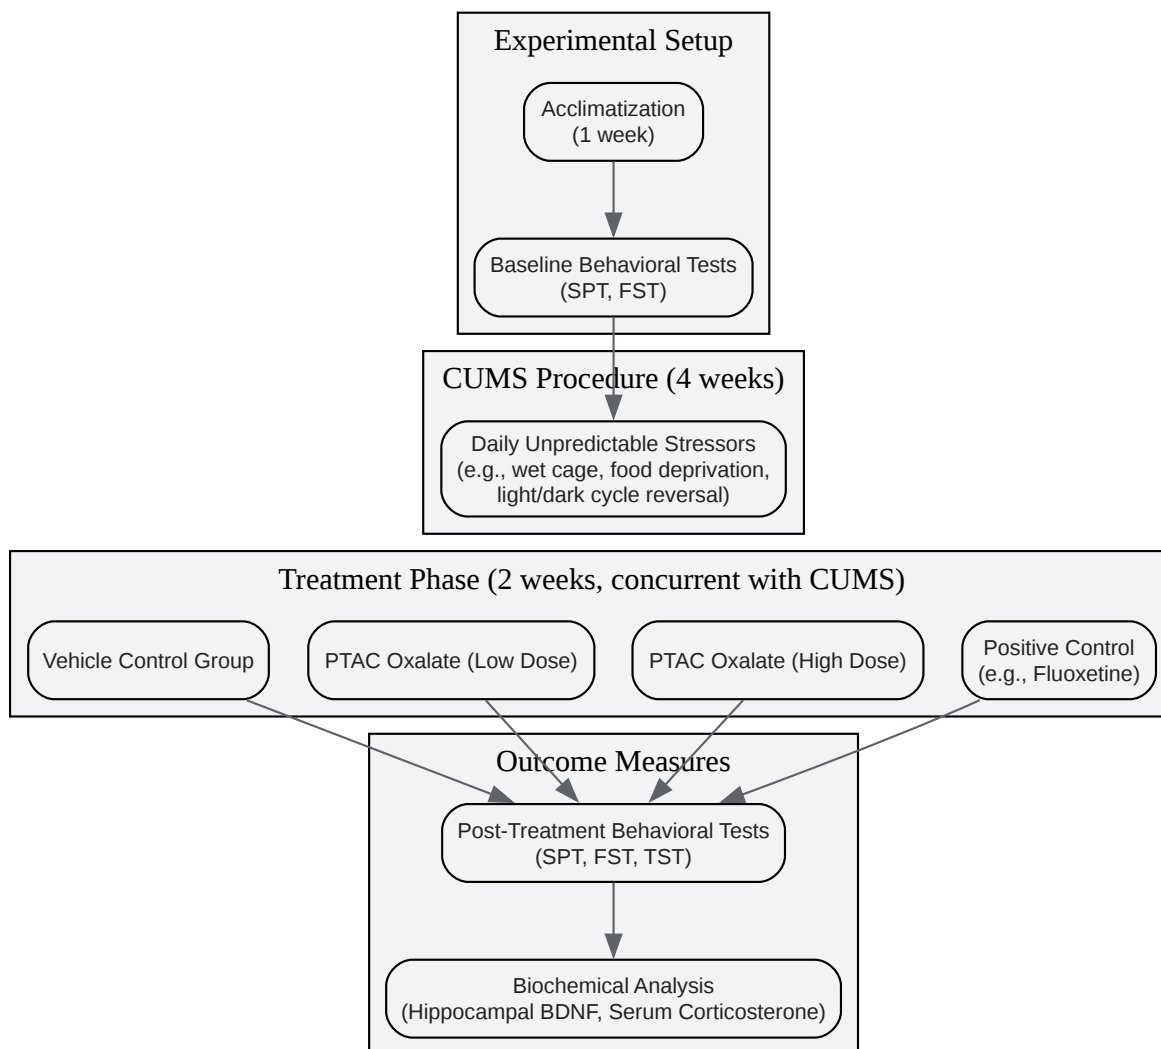 Experimental Setup
Acclimatization
(1 week)
Baseline Behavioral Tests
(SPT, FST)
CUMS Procedure (4 weeks)
Daily Unpredictable Stressors
(e.g., wet cage, food deprivation,
light/dark cycle reversal)
Treatment Phase (2 weeks, concurrent with CUMS)
Vehicle Control Group
PTAC Oxalate (Low Dose)
PTAC Oxalate (High Dose)
Positive Control
(e.g., Fluoxetine)
Outcome Measures
Post-Treatment Behavioral Tests
(SPT, FST, TST)
Biochemical Analysis
(Hippocampal BDNF, Serum Corticosterone)